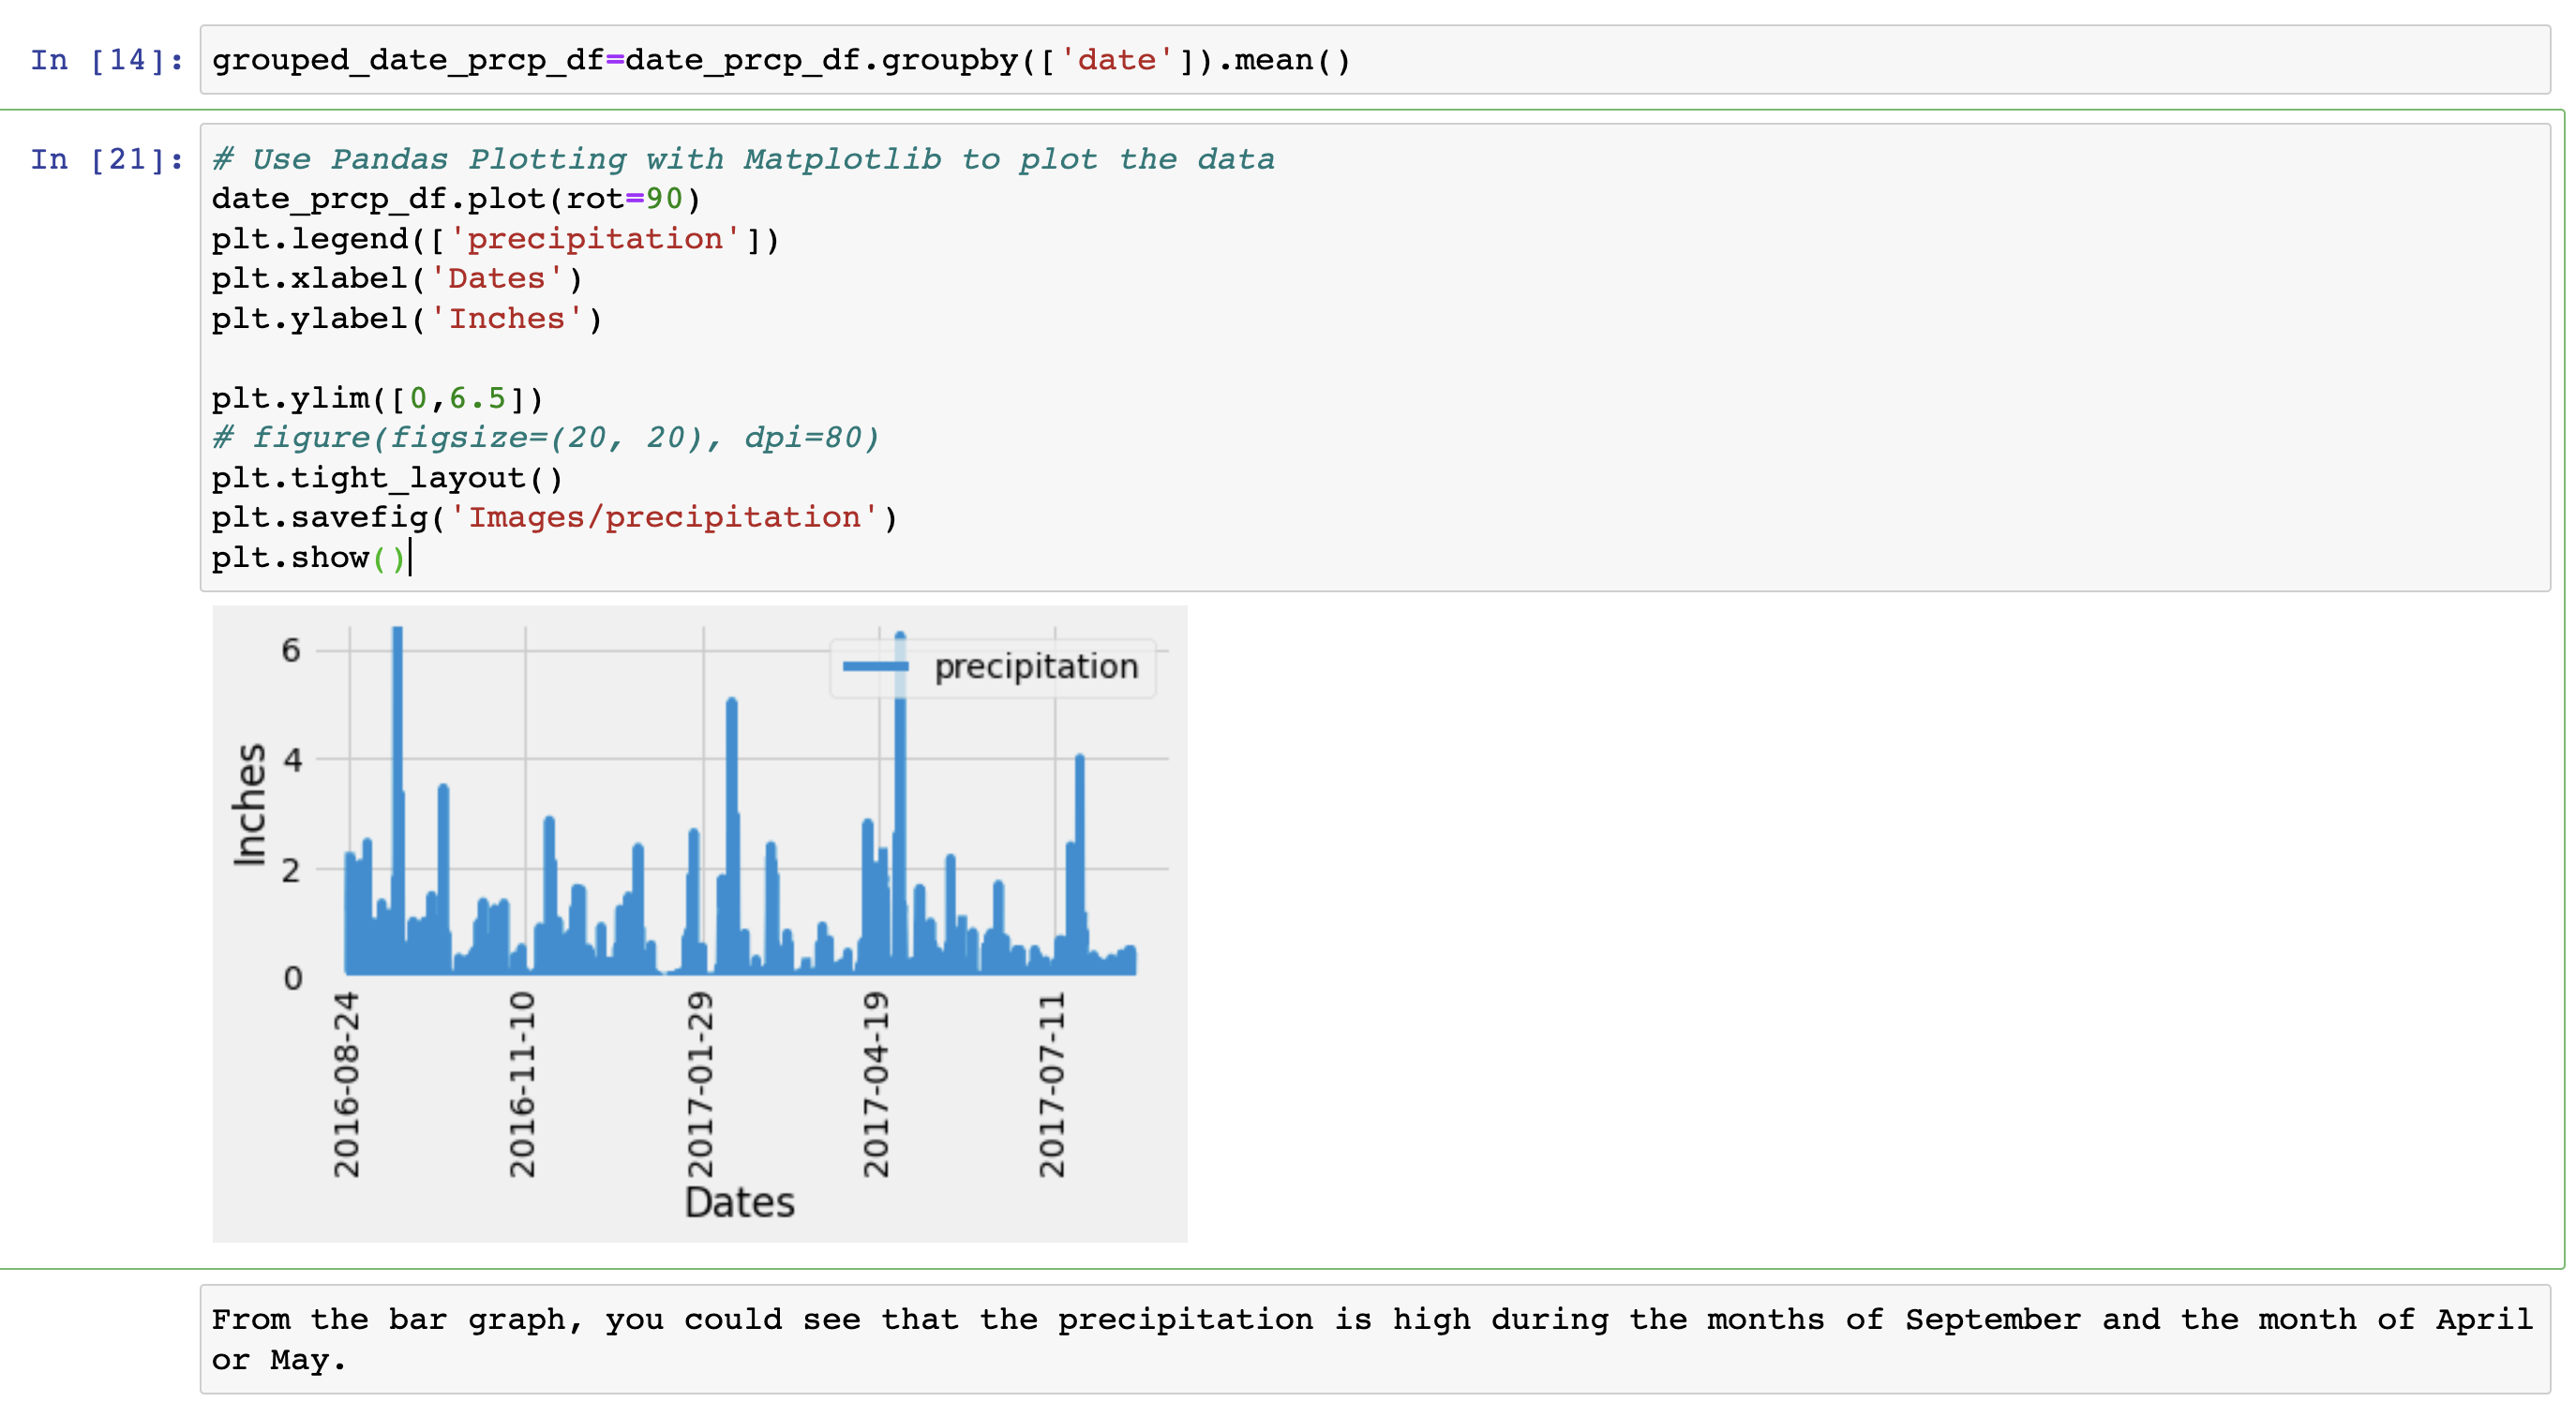 In [14]: grouped_date_prcp_df=date_prcp_df.groupby(['date']).mean()
In [21]: # Use Pandas Plotting with Matplotlib to plot the data
date_prcp_df.plot(rot=90)
plt.legend(['precipitation'])
plt.xlabel('Dates')
plt.ylabel('Inches')
plt.ylim([0,6.5])
# figure(figsize=(20, 20), dpi=80)
plt.tight_layout()
plt.savefig('Images/precipitation')
plt.show()
precipitation
Inches
6
4
2
0
2016-08-24
2016-11-10
2017-01-29
2017-04-19
2017-07-11
Dates
From the bar graph, you could see that the precipitation is high during the months of September and the month of April
or May.